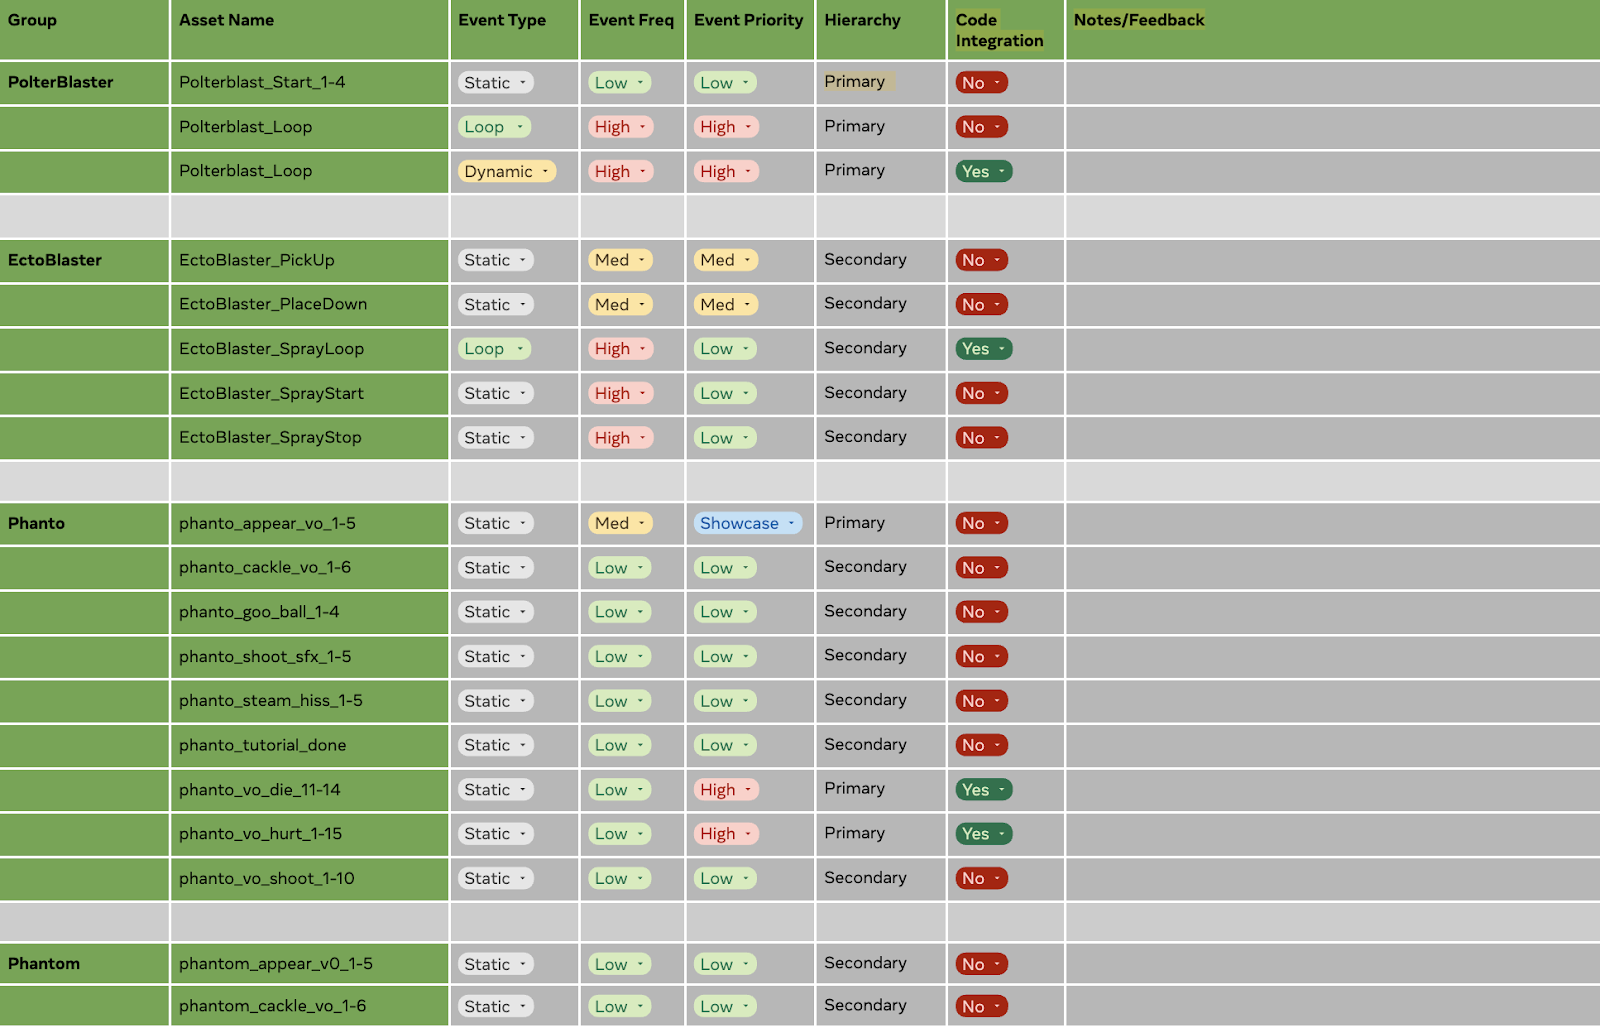 Group Asset Name Event Type Event Freq Event Priority Hierarchy Code Integration Notes/Feedback
PolterBlaster Polterblast_Start_1-4 Static Low Low Primary No
Polterblast_Loop Loop High High Primary No
Polterblast_Loop Dynamic High High Primary Yes
EctoBlaster EctoBlaster_PickUp Static Med Med Secondary No
EctoBlaster_PlaceDown Static Med Med Secondary No
EctoBlaster_SprayLoop Loop High Low Secondary Yes
EctoBlaster_SprayStart Static High Low Secondary No
EctoBlaster_SprayStop Static High Low Secondary No
Phanto phanto_appear_vo_1-5 Static Med Showcase Primary No
phanto_cackle_vo_1-6 Static Low Low Secondary No
phanto_goo_ball_1-4 Static Low Low Secondary No
phanto_shoot_sfx_1-5 Static Low Low Secondary No
phanto_steam_hiss_1-5 Static Low Low Secondary No
phanto_tutorial_done Static Low Low Secondary No
phanto_vo_die_11-14 Static Low High Primary Yes
phanto_vo_hurt_1-15 Static Low High Primary Yes
phanto_vo_shoot_1-10 Static Low Low Secondary No
Phantom phantom_appear_v0_1-5 Static Low Low Secondary No
phantom_cackle_vo_1-6 Static Low Low Secondary No